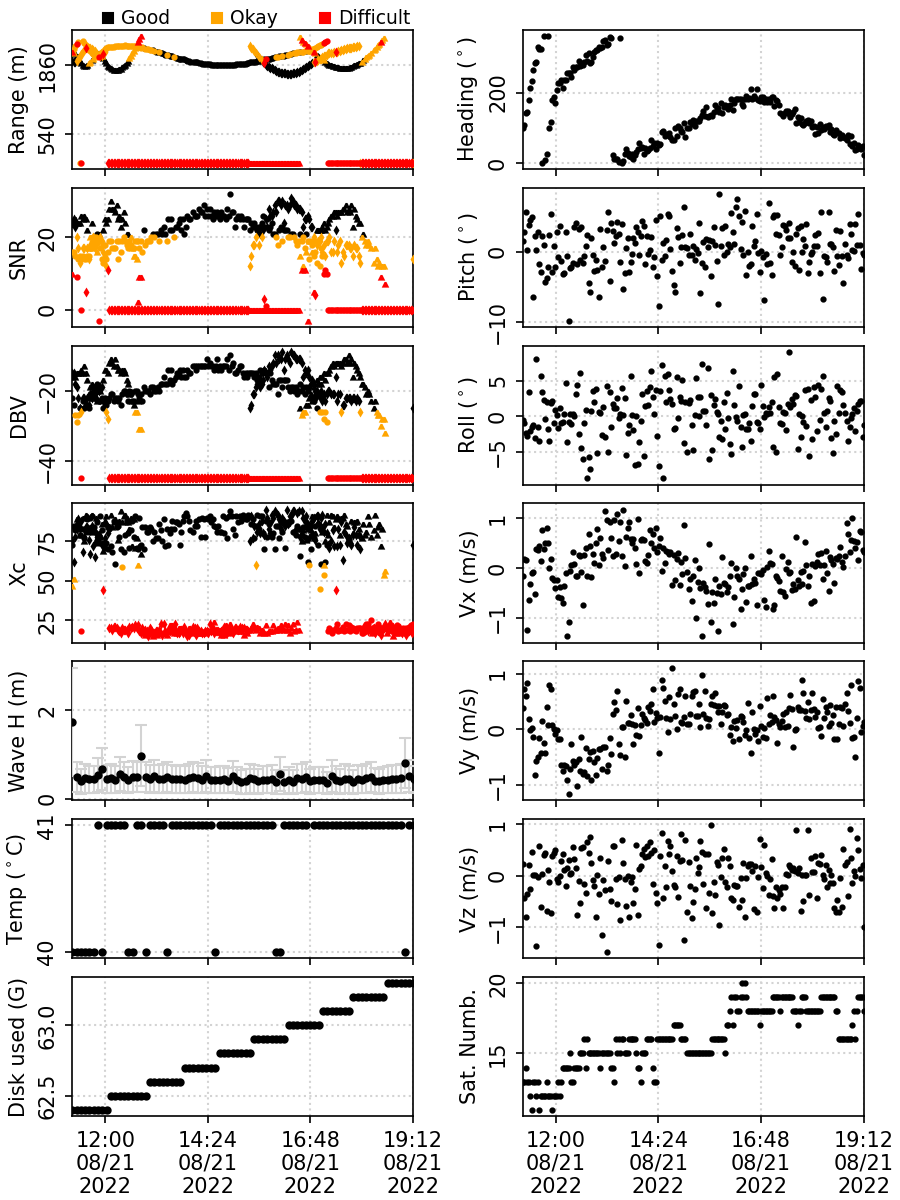 Good Okay Difficult
Range (m)
1860
540
SNR
20
0
DBV
−20
−40
Xc
75
50
25
Wave H (m)
2
0
Temp (°C)
41
40
Disk used (G)
63.0
62.5
12:00 14:24 16:48 19:12
08/21 08/21 08/21 08/21
2022 2022 2022 2022
Heading (°)
200
0
Pitch (°)
0
−10
Roll (°)
5
0
−5
Vx (m/s)
1
0
−1
Vy (m/s)
1
0
−1
Vz (m/s)
1
0
−1
Sat. Numb.
20
15
12:00 14:24 16:48 19:12
08/21 08/21 08/21 08/21
2022 2022 2022 2022